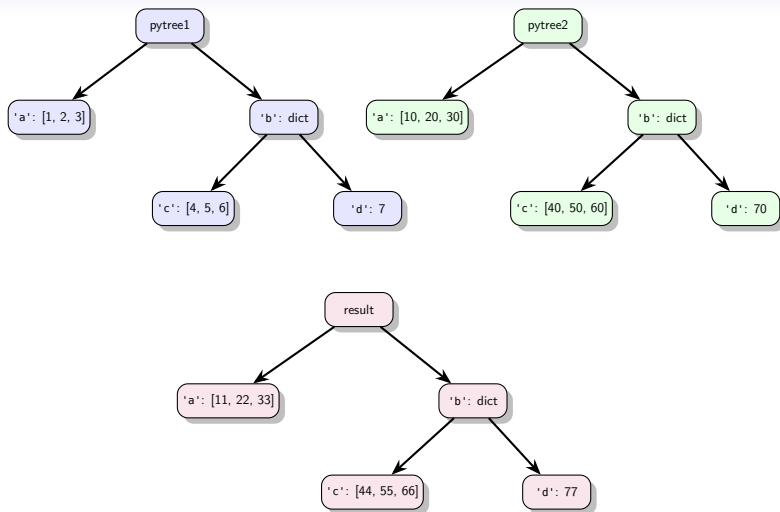 pytree1
pytree2
'a': [1, 2, 3]
'b': dict
'a': [10, 20, 30]
'b': dict
'c': [4, 5, 6]
'd': 7
'c': [40, 50, 60]
'd': 70
result
'a': [11, 22, 33]
'b': dict
'c': [44, 55, 66]
'd': 77